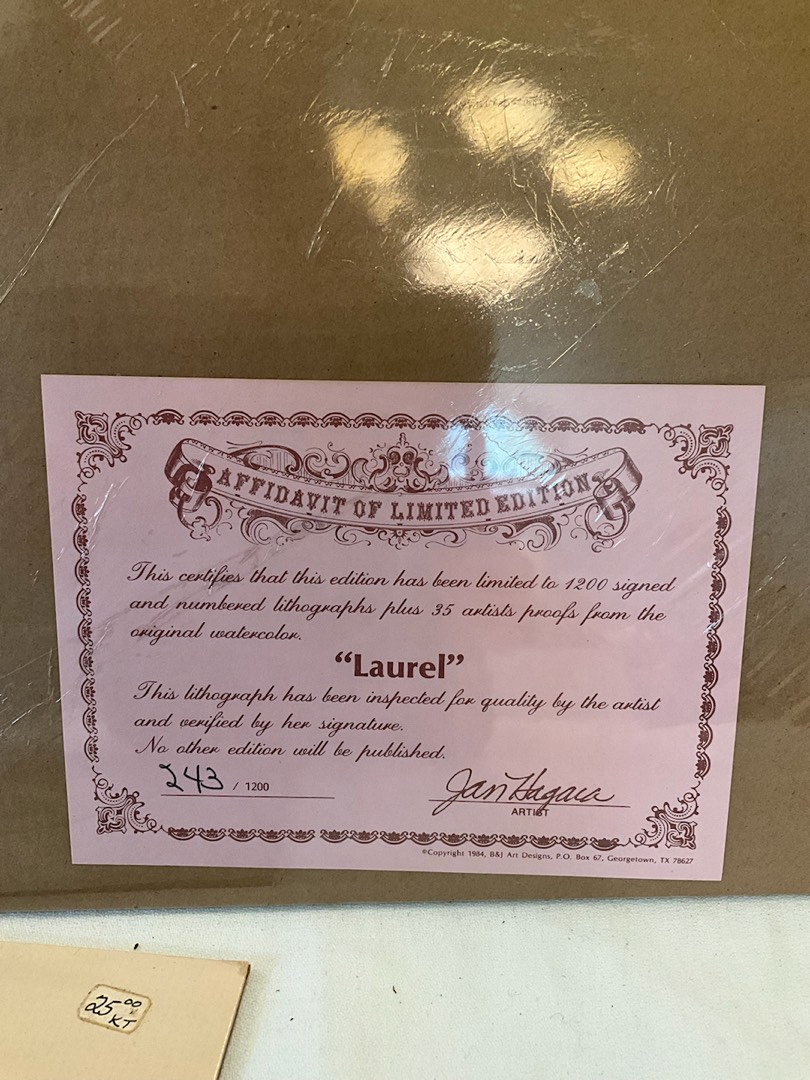 AFFIDAVIT OF LIMITED EDITION
This certifies that this edition has been limited to 1200 signed
and numbered lithographs plus 35 artists proofs from the
original watercolor.
“Laurel”
This lithograph has been inspected for quality by the artist
and verified by her signature.
No other edition will be published.
243 / 1200
Jan Hagara
ARTIST
©Copyright 1984, B&J Art Designs, P.O. Box 67, Georgetown, TX 78627
25.00
KT